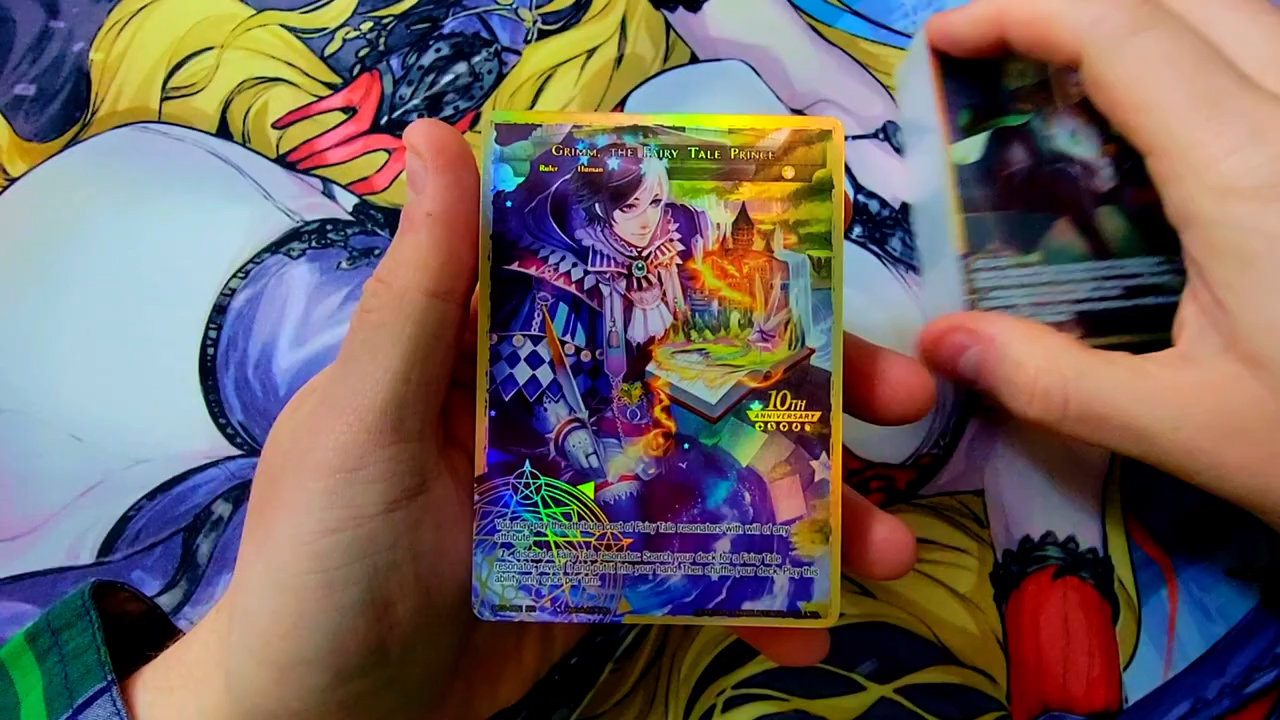 Grimm, the Fairy Tale Prince
Ruler Human
10TH
ANNIVERSARY
You may pay the attribute cost of Fairy Tale resonators with will of any
attribute.
discard a Fairy Tale resonator: Search your deck for a Fairy Tale
resonator, reveal it and put it into your hand. Then shuffle your deck. Play this
ability only once per turn.